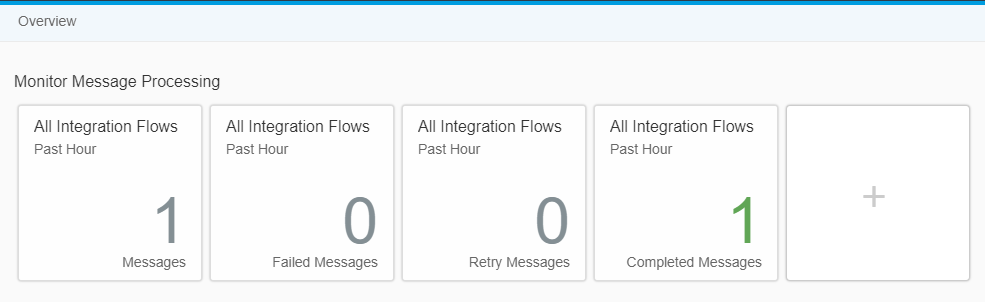 Overview
Monitor Message Processing
All Integration Flows
Past Hour
1
Messages
All Integration Flows
Past Hour
0
Failed Messages
All Integration Flows
Past Hour
0
Retry Messages
All Integration Flows
Past Hour
1
Completed Messages
+